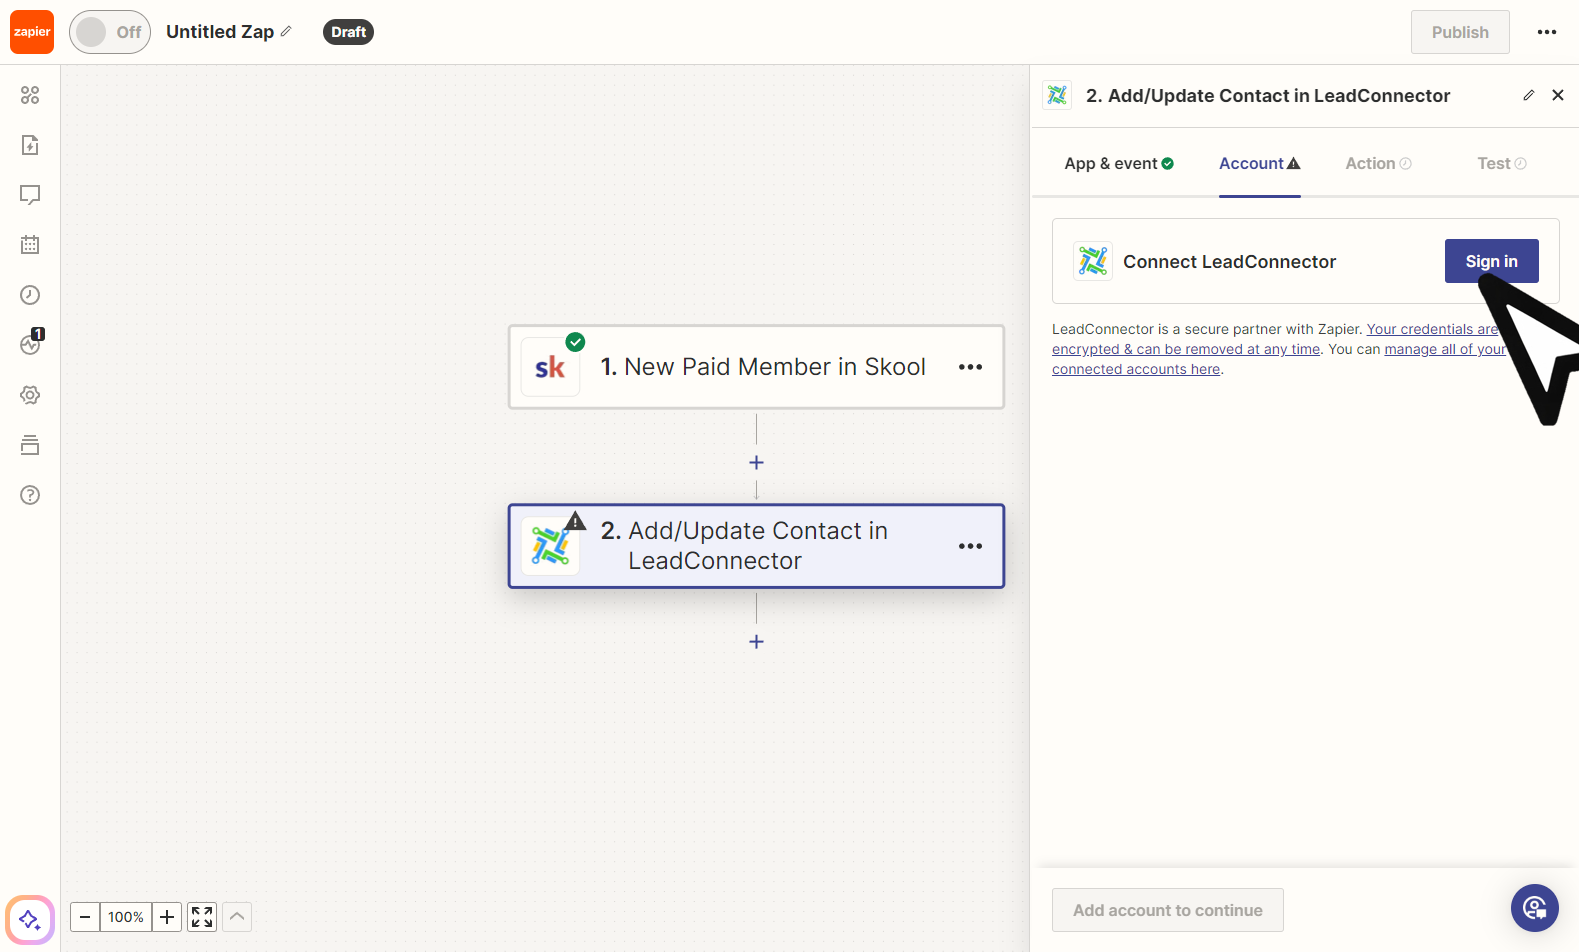 zapier
Off
Untitled Zap
Draft
Publish
2. Add/Update Contact in LeadConnector
App & event
Account
Action
Test
Connect LeadConnector
Sign in
LeadConnector is a secure partner with Zapier. Your credentials are
encrypted & can be removed at any time. You can manage all of your
connected accounts here.
1
sk
1. New Paid Member in Skool
2. Add/Update Contact in
LeadConnector
100%
Add account to continue